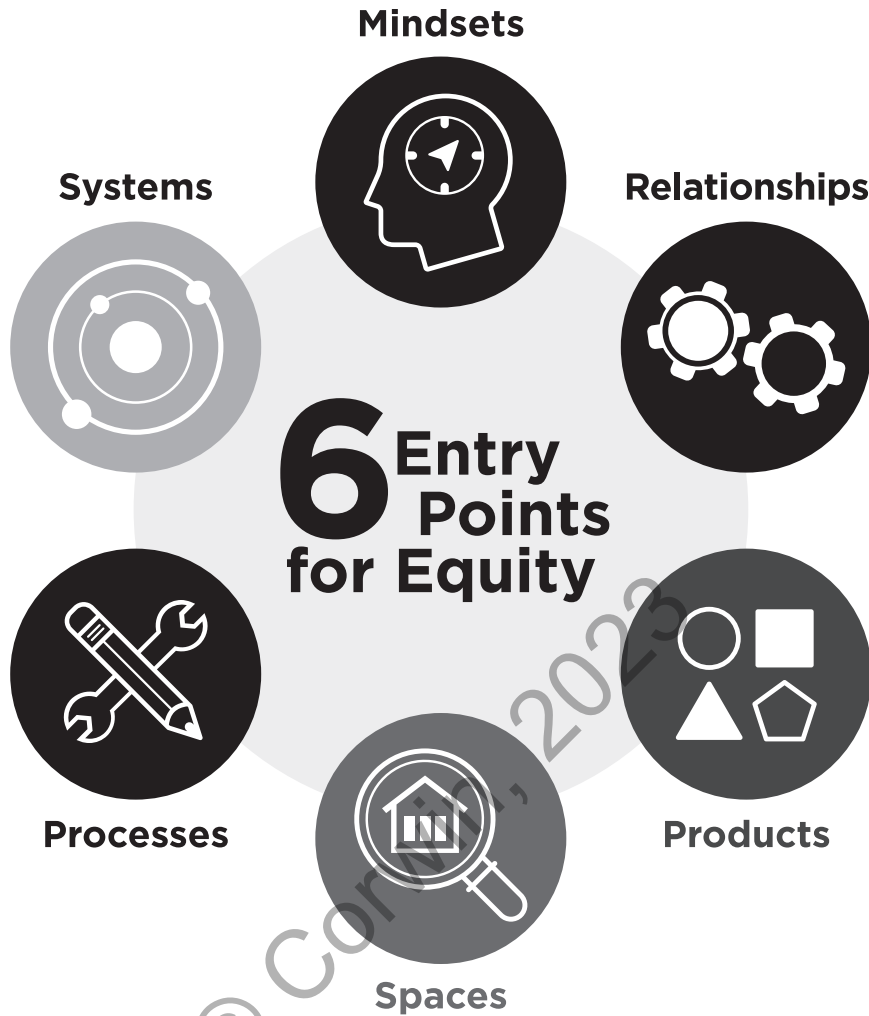 Mindsets
Systems
Relationships
6 Entry
Points
for Equity
Processes
Products
Spaces
© Corwin, 2023